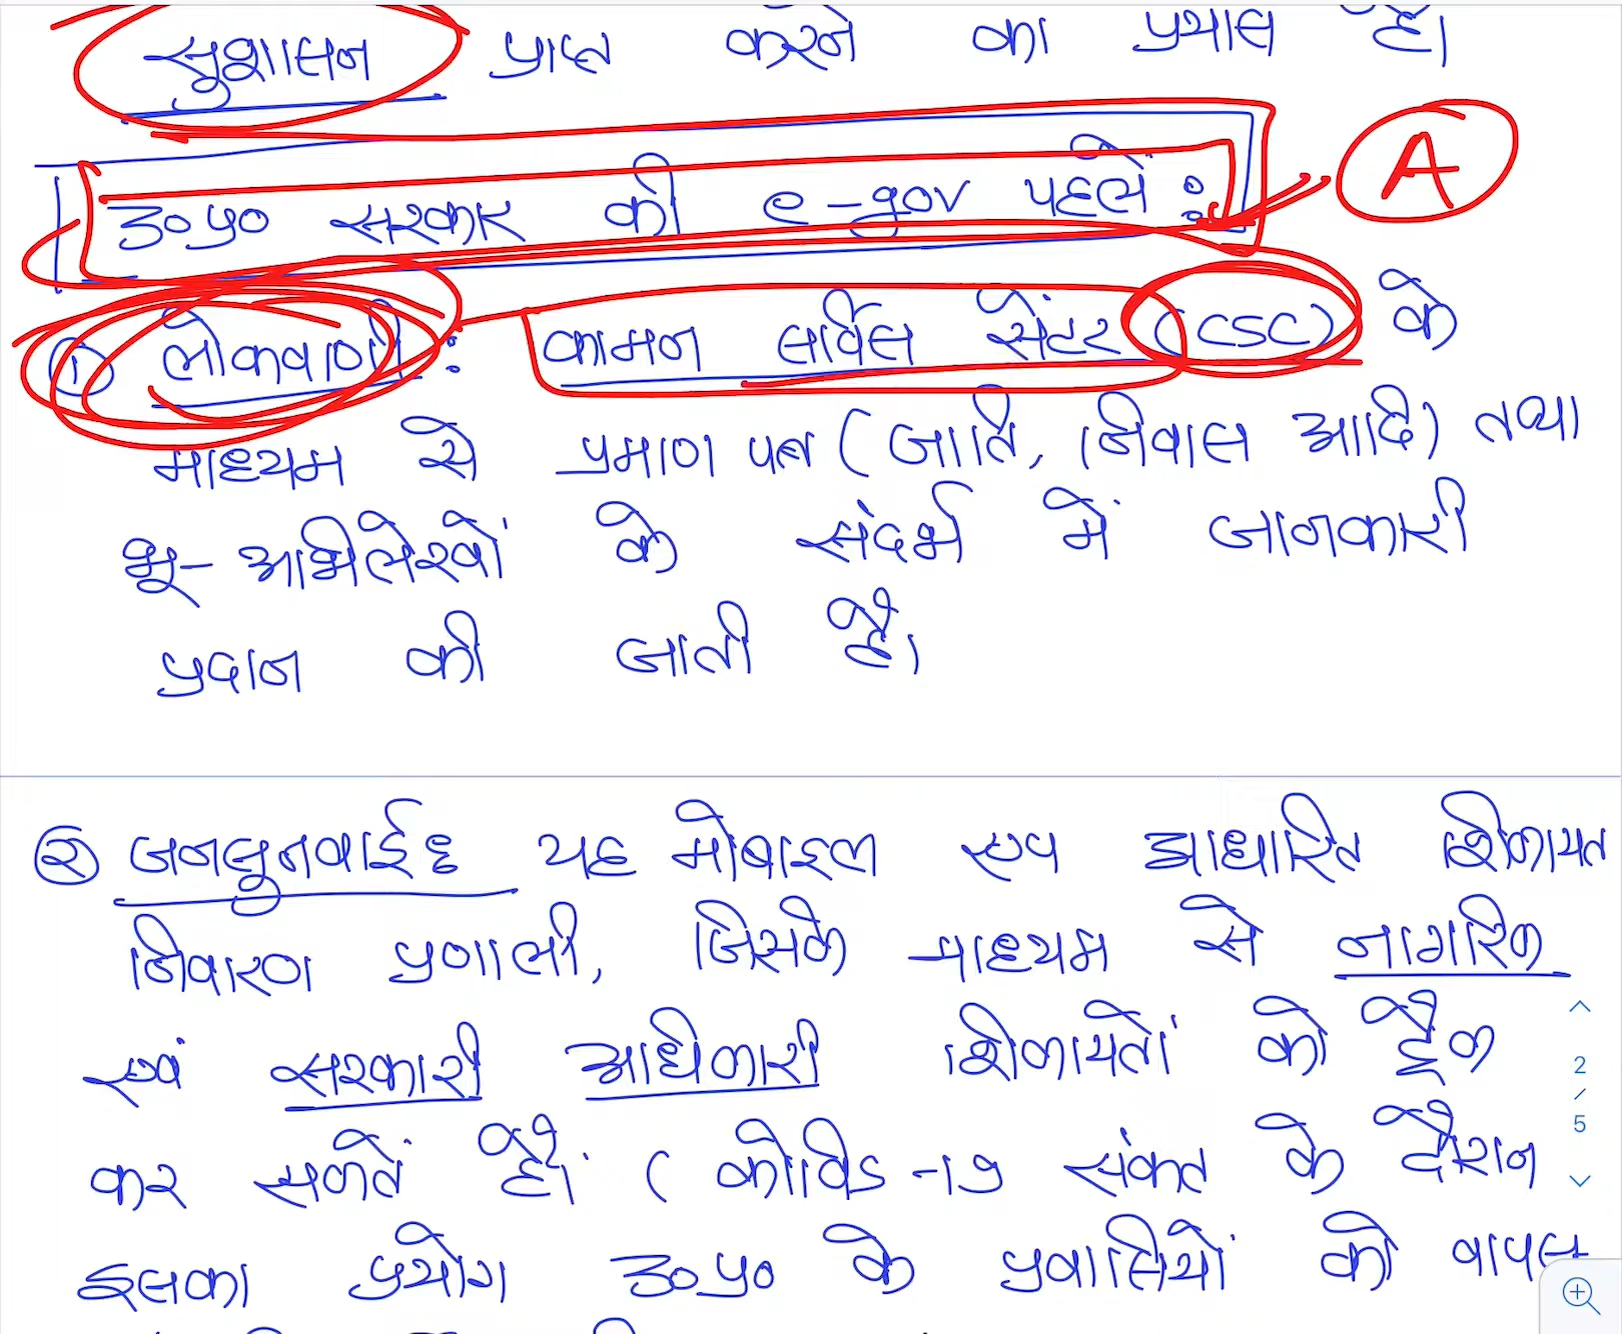 सुशासन प्राप्त करने का प्रयास है।
उ०प्र० सरकार की e-gov पहलें :
A
① लोकवाणी : कामन सर्विस सेंटर (CSC) के
माध्यम से प्रमाण पत्र (जाति, निवास आदि) तथा
भू-अभिलेखों के संदर्भ में जानकारी
प्रदान की जाती है।
② जनसुनवाई : यह मोबाइल एप आधारित शिकायत
निवारण प्रणाली, जिसके माध्यम से नागरिक
एवं सरकारी अधिकारी शिकायतों को ट्रैक
कर सकतें हैं। (कोविड-19 संकट के दौरान
इसका प्रयोग उ०प्र० के प्रवासियों को वापस
2
/
5